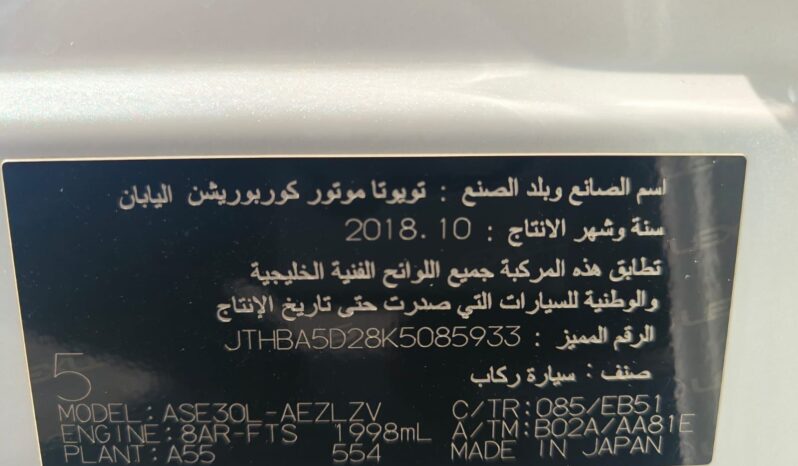 اسم الصانع وبلد الصنع : تويوتا موتور كوربوريشن اليابان
سنة وشهر الانتاج : 2018.10
تطابق هذه المركبة جميع اللوائح الفنية الخليجية
والوطنية للسيارات التي صدرت حتى تاريخ الإنتاج
الرقم المميز : JTHBA5D28K5085933
صنف : سيارة ركاب
5
MODEL: ASE30L-AEZLZV C/TR: 085/EB51
ENGINE: 8AR-FTS 1998mL A/TM: B02A/AA81E
PLANT: A55 554 MADE IN JAPAN